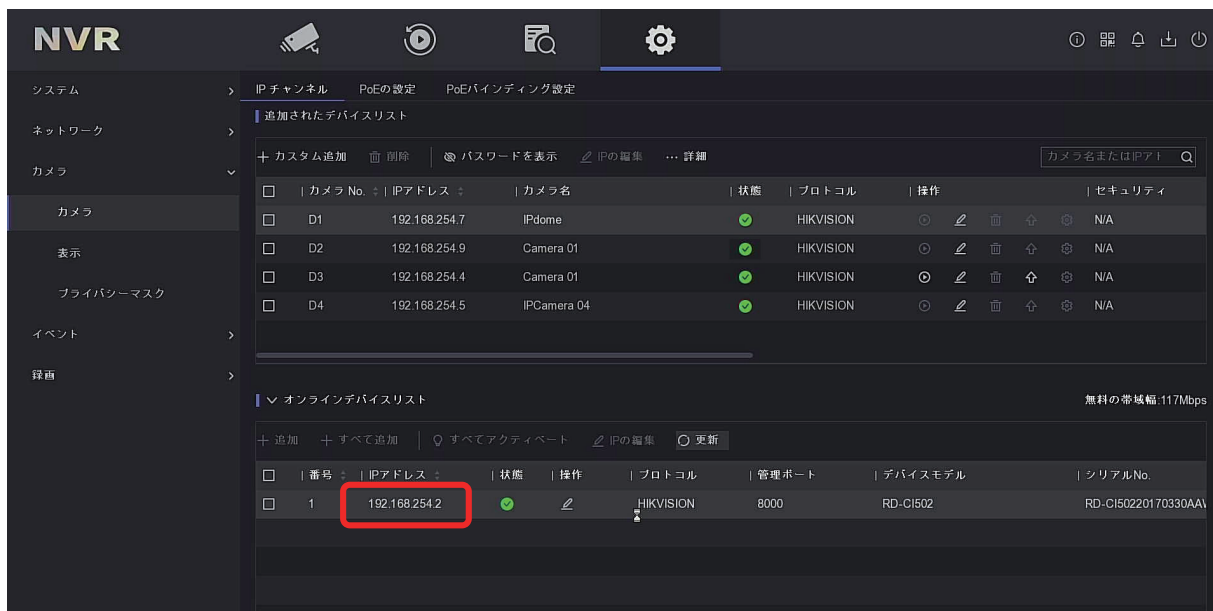 NVR
システム
ネットワーク
カメラ
カメラ
表示
プライバシーマスク
イベント
録画
IPチャンネル PoEの設定 PoEバインディング設定
追加されたデバイスリスト
カスタム追加 削除 パスワードを表示 IPの編集 ... 詳細 カメラ名またはIPアド
カメラ No. IPアドレス カメラ名 状態 プロトコル 操作 セキュリティ
D1 192.168.254.7 IPdome HIKVISION N/A
D2 192.168.254.9 Camera 01 HIKVISION N/A
D3 192.168.254.4 Camera 01 HIKVISION N/A
D4 192.168.254.5 IPCamera 04 HIKVISION N/A
オンラインデバイスリスト 無料の帯域幅:117Mbps
追加 すべて追加 すべてアクティベート IPの編集 更新
番号 IPアドレス 状態 操作 プロトコル 管理ポート デバイスモデル シリアルNo.
1 192.168.254.2 HIKVISION 8000 RD-CI502 RD-CI50220170330AA